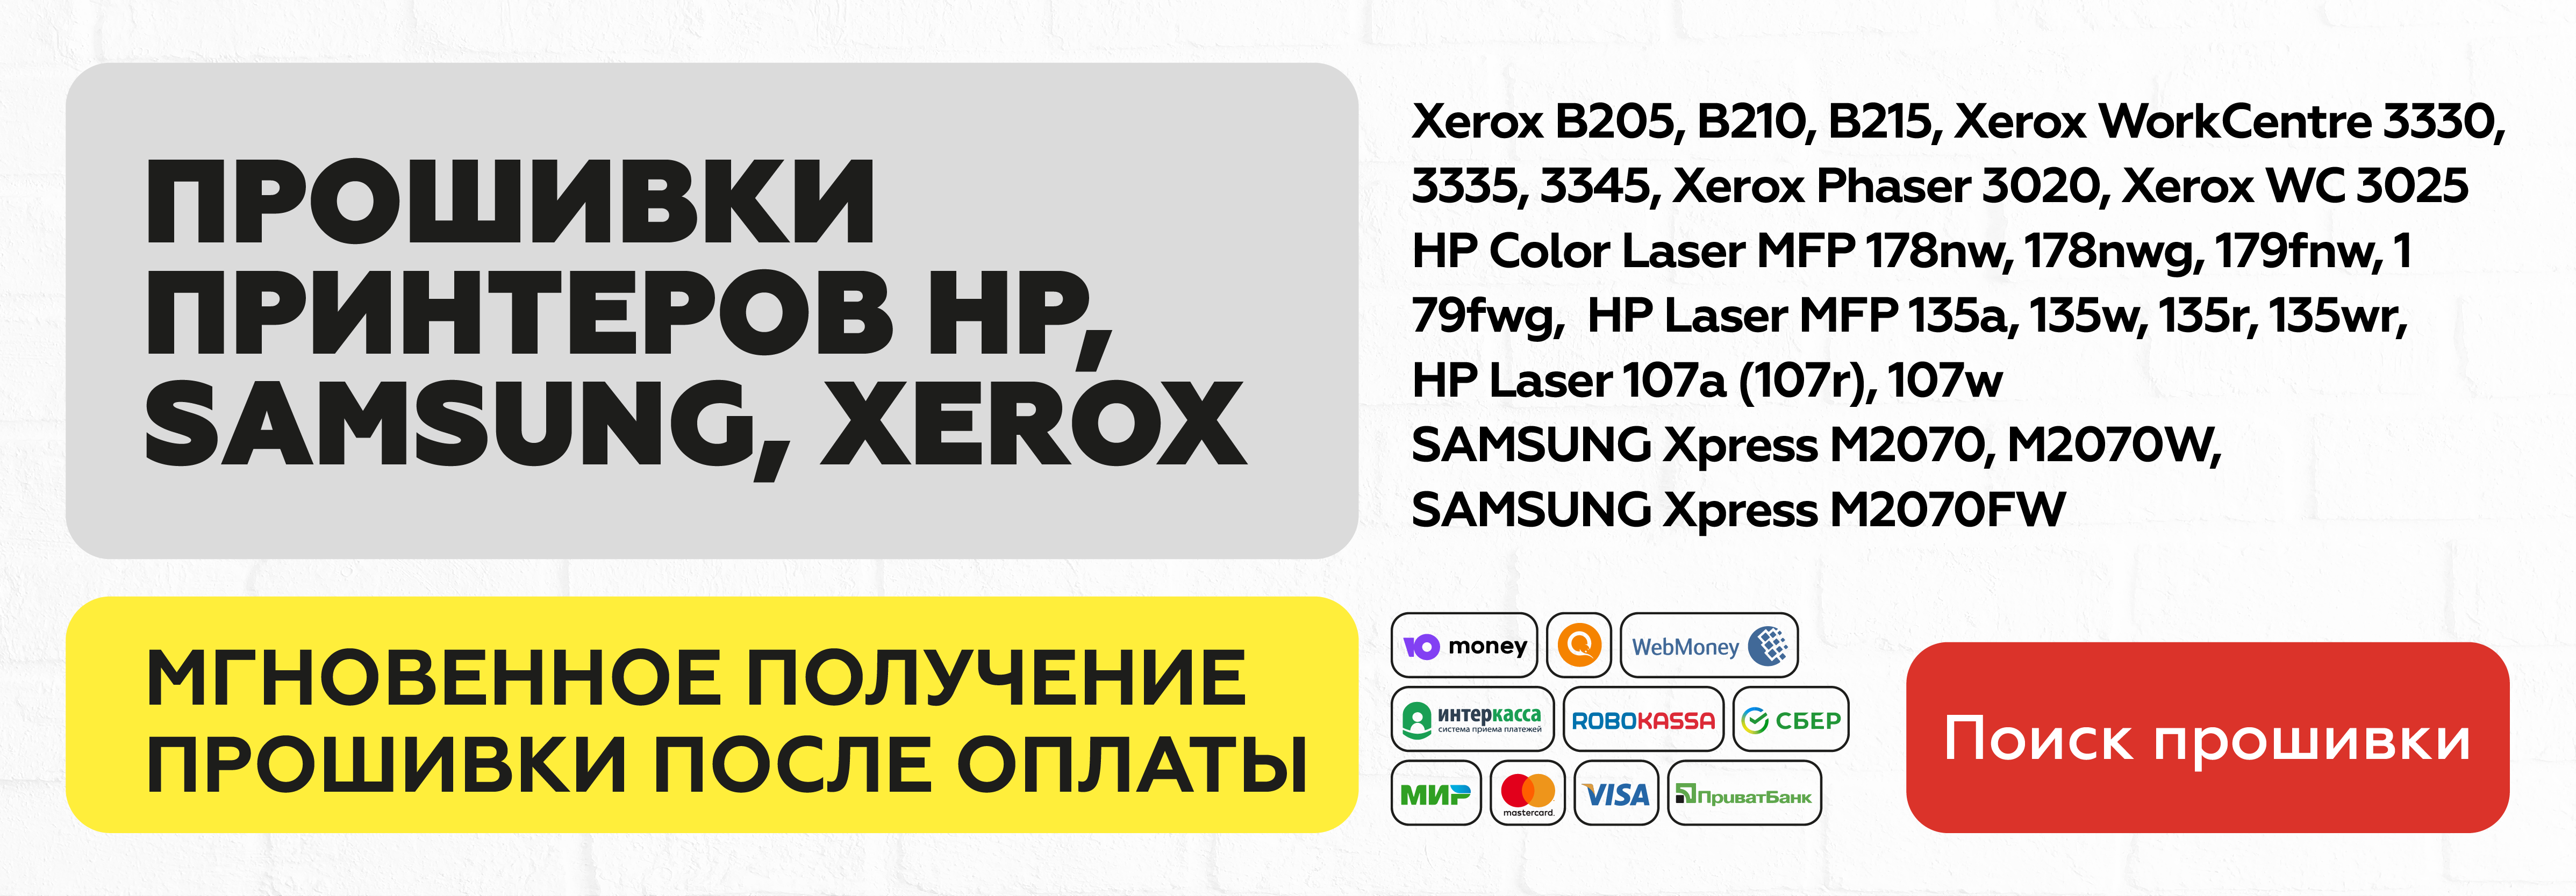 ПРОШИВКИ
ПРИНТЕРОВ HP,
SAMSUNG, XEROX
МГНОВЕННОЕ ПОЛУЧЕНИЕ
ПРОШИВКИ ПОСЛЕ ОПЛАТЫ
Xerox B205, B210, B215, Xerox WorkCentre 3330,
3335, 3345, Xerox Phaser 3020, Xerox WC 3025
HP Color Laser MFP 178nw, 178nwg, 179fnw, 1
79fwg, HP Laser MFP 135a, 135w, 135r, 135wr,
HP Laser 107a (107r), 107w
SAMSUNG Xpress M2070, M2070W,
SAMSUNG Xpress M2070FW
Ю money
WebMoney
интеркасса
система приема платежей
ROBOKASSA
СБЕР
МИР
mastercard.
VISA
ПриватБанк
Поиск прошивки